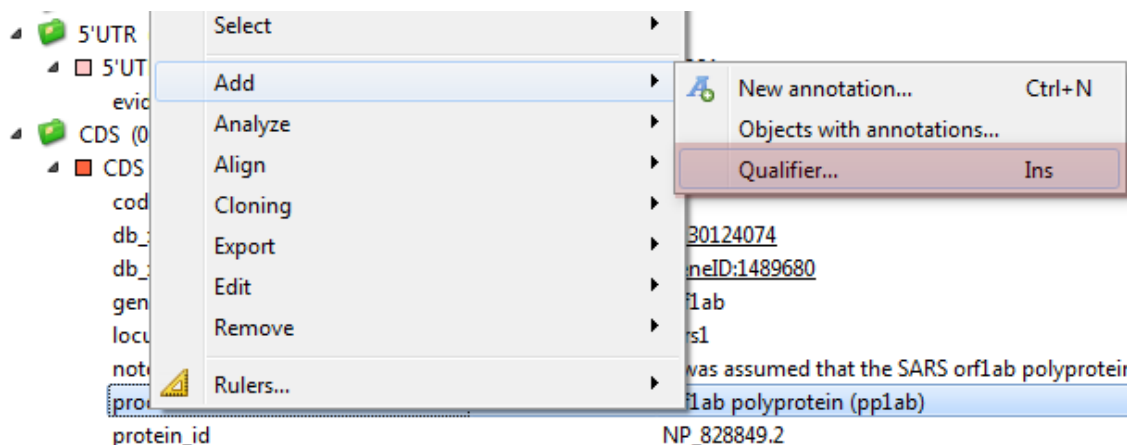 5'UTR Select
5'UT
Add New annotation... Ctrl+N
evid
Analyze Objects with annotations...
CDS (0
CDS Align Qualifier... Ins
cod
Cloning
db_ 30124074
Export
db_ neID:1489680
Edit
gen f1ab
Remove
locu rs1
note was assumed that the SARS orf1ab polyprotein
Rulers...
pro f1ab polyprotein (pp1ab)
protein_id NP_828849.2